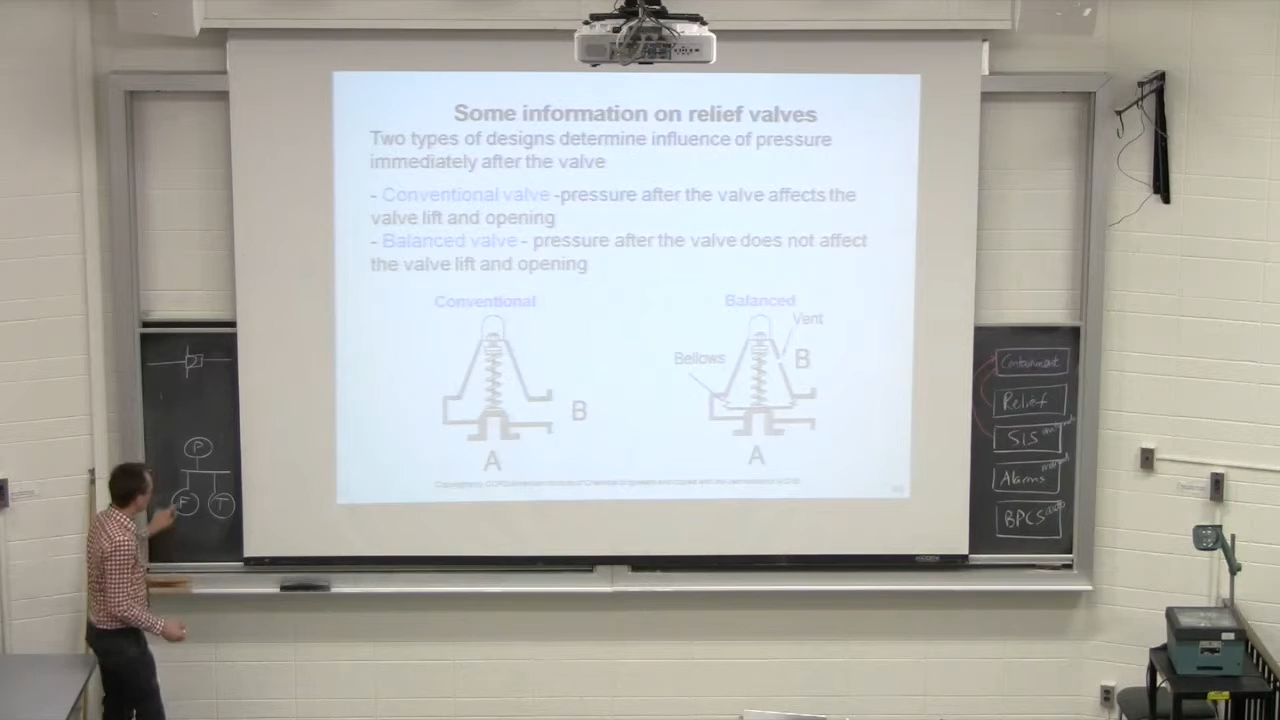 Some information on relief valves
Two types of designs determine influence of pressure
immediately after the valve
- Conventional valve -pressure after the valve affects the
valve lift and opening
- Balanced valve - pressure after the valve does not affect
the valve lift and opening
Conventional
Balanced
Vent
Bellows
B
B
A
A
P
F
T
Containment
Relief
SIS
Alarms
BPCS auto